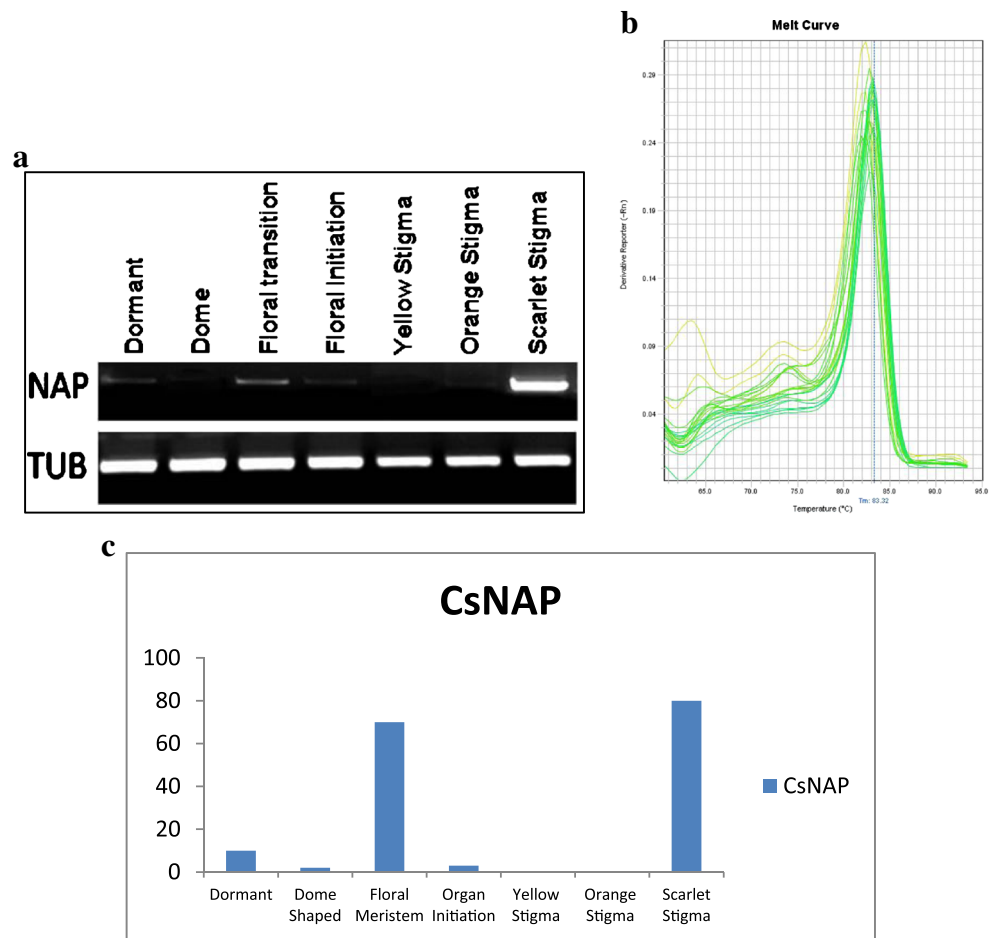 a
Dormant
Dome
Floral transition
Floral Initiation
Yellow Stigma
Orange Stigma
Scarlet Stigma
NAP
TUB
b
Melt Curve
Derivative Reporter (-Rn)
0.29
0.24
0.19
0.14
0.09
0.04
65.0 70.0 75.0 80.0 85.0 90.0 95.0
Tm: 83.32
Temperature (°C)
c
CsNAP
100
80
60
40
20
0
Dormant
Dome Shaped
Floral Meristem
Organ Initiation
Yellow Stigma
Orange Stigma
Scarlet Stigma
CsNAP